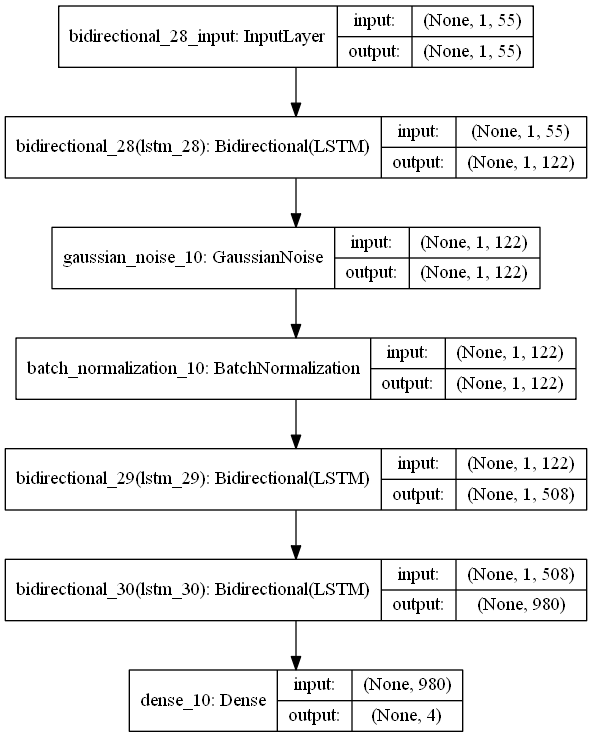 bidirectional_28_input: InputLayer
input: (None, 1, 55)
output: (None, 1, 55)
bidirectional_28(lstm_28): Bidirectional(LSTM)
input: (None, 1, 55)
output: (None, 1, 122)
gaussian_noise_10: GaussianNoise
input: (None, 1, 122)
output: (None, 1, 122)
batch_normalization_10: BatchNormalization
input: (None, 1, 122)
output: (None, 1, 122)
bidirectional_29(lstm_29): Bidirectional(LSTM)
input: (None, 1, 122)
output: (None, 1, 508)
bidirectional_30(lstm_30): Bidirectional(LSTM)
input: (None, 1, 508)
output: (None, 980)
dense_10: Dense
input: (None, 980)
output: (None, 4)